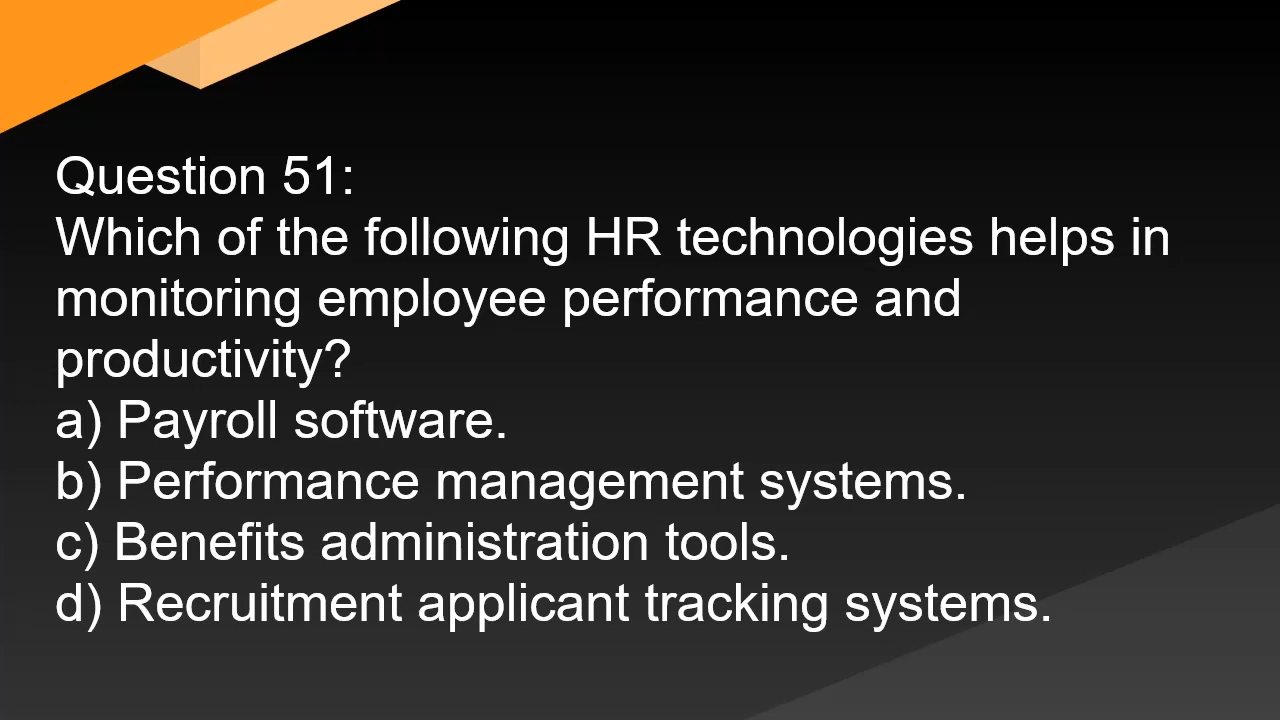 Question 51:
Which of the following HR technologies helps in
monitoring employee performance and
productivity?
a) Payroll software.
b) Performance management systems.
c) Benefits administration tools.
d) Recruitment applicant tracking systems.